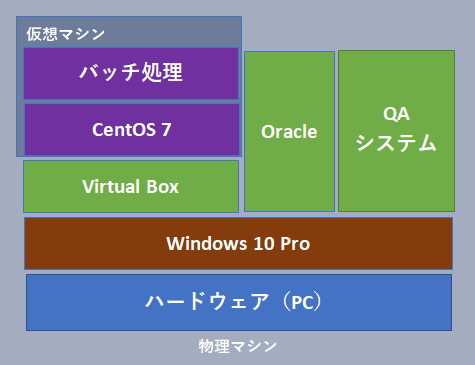 仮想マシン
バッチ処理
CentOS 7
Virtual Box
Oracle
QA
システム
Windows 10 Pro
ハードウェア（PC）
物理マシン